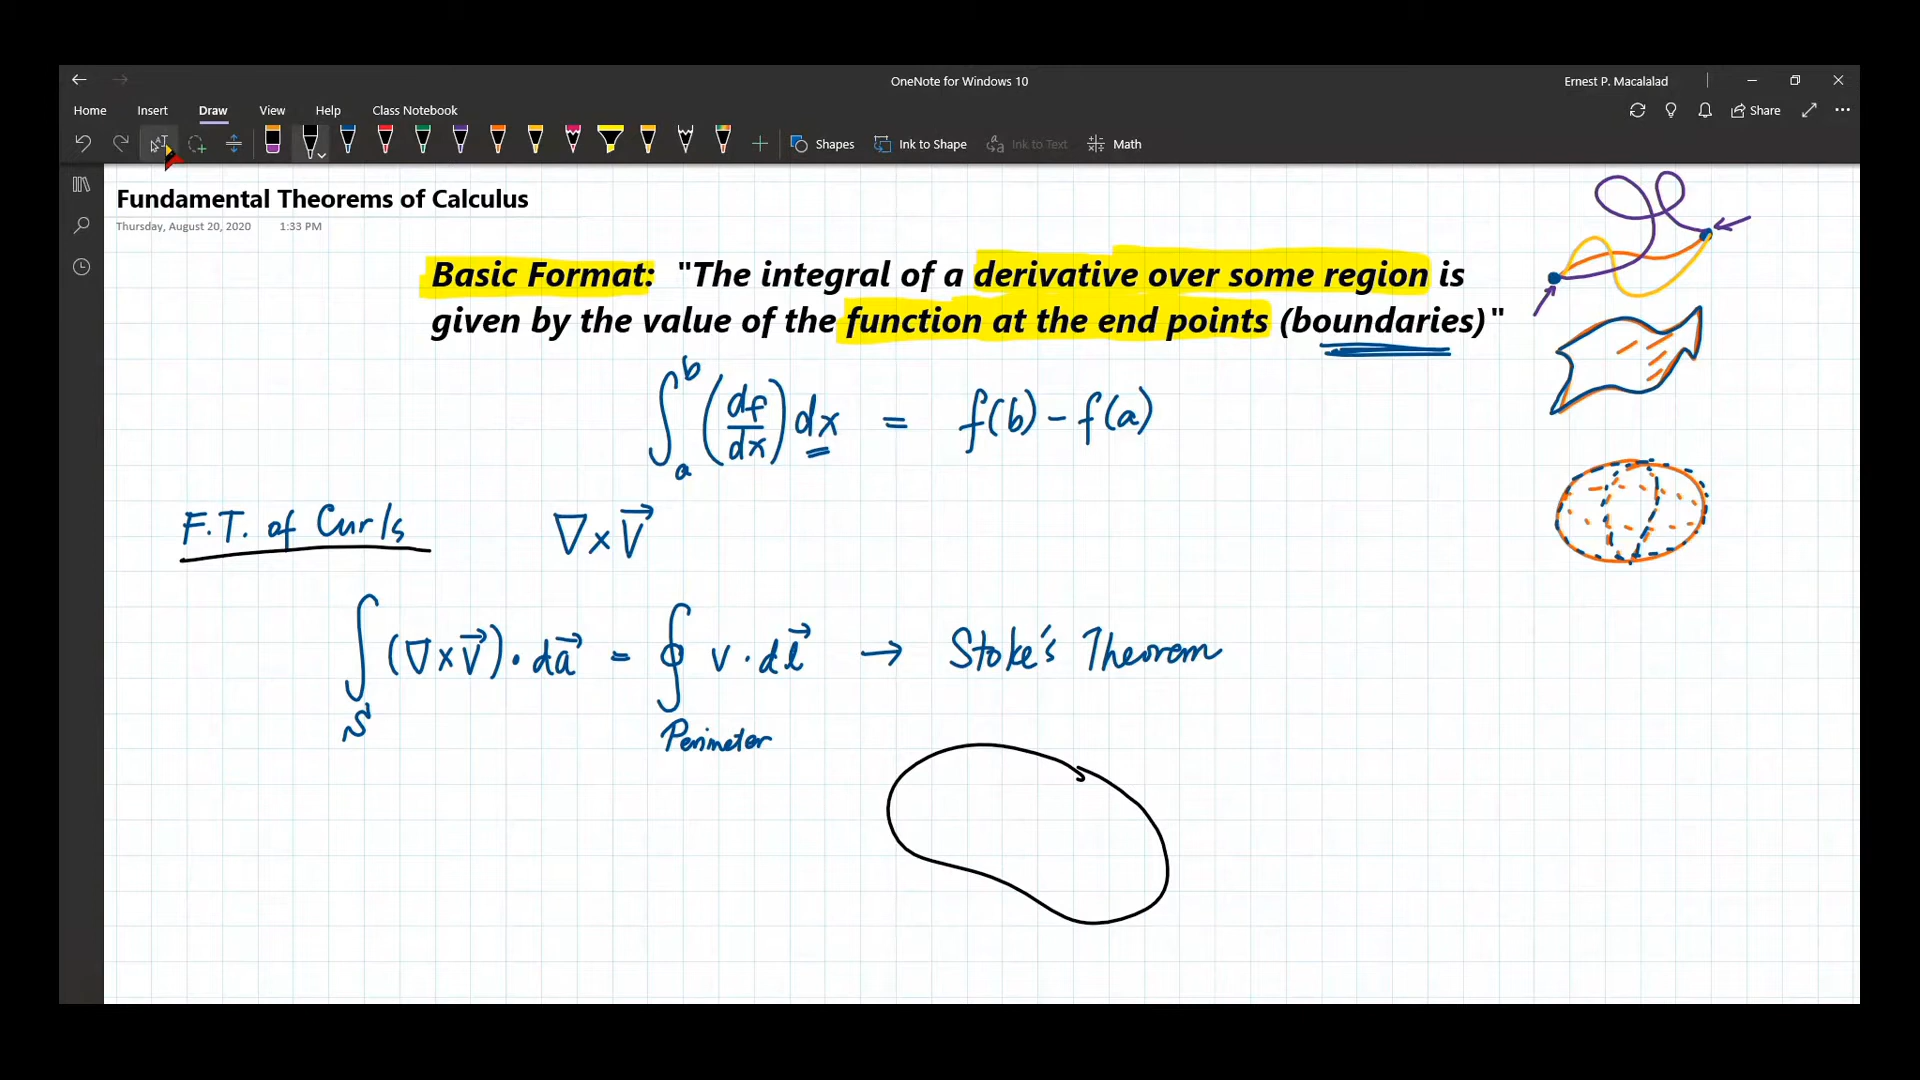 OneNote for Windows 10
Ernest P. Macalalad
Home Insert Draw View Help Class Notebook
Share
Shapes Ink to Shape Ink to Text Math
Fundamental Theorems of Calculus
Thursday, August 20, 2020 1:33 PM
Basic Format: "The integral of a derivative over some region is
given by the value of the function at the end points (boundaries)"
∫_a^b (df/dx) dx = f(b) - f(a)
F.T. of Curls ∇×V⃗
∫_S (∇×V⃗)·da⃗ = ∮ v·dl⃗ → Stoke's Theorem
Perimeter